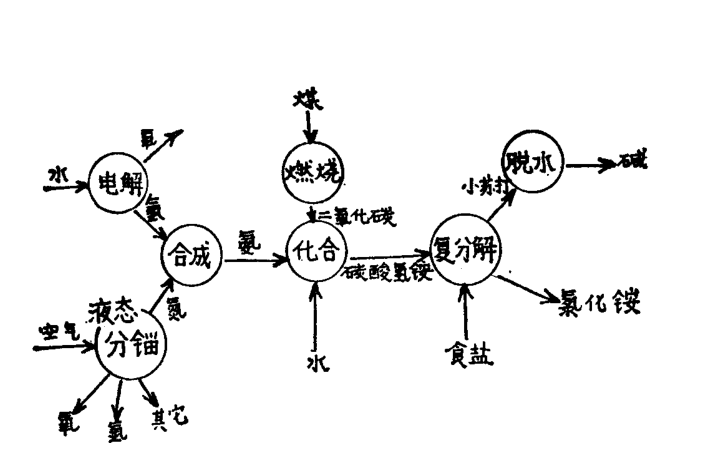 煤
氧
水
电解
燃烧
脱水
碱
小苏打
氢
二氧化碳
合成
氨
化合
碳酸氢铵
复分解
氮
氯化铵
液态
分镏
空气
水
食盐
氧
氩
其它